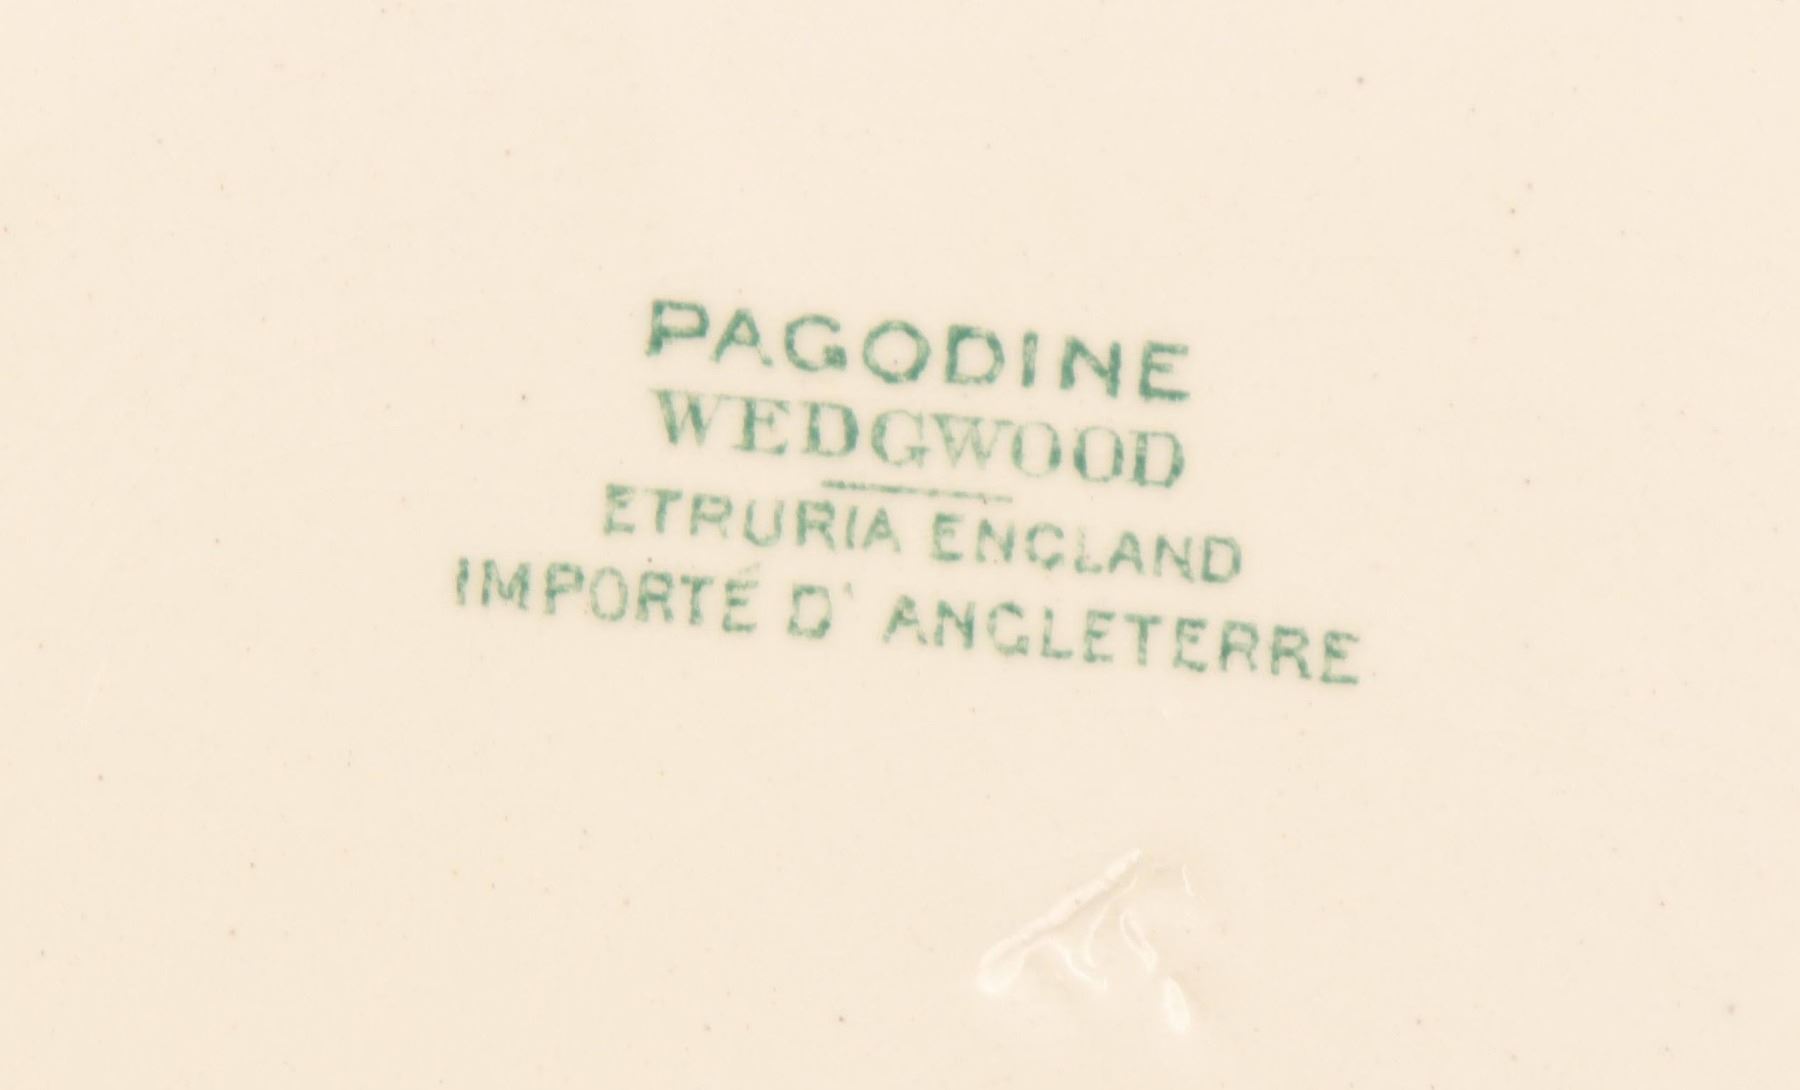 PAGODINE
WEDGWOOD
ETRURIA ENGLAND
IMPORTÉ D' ANGLETERRE